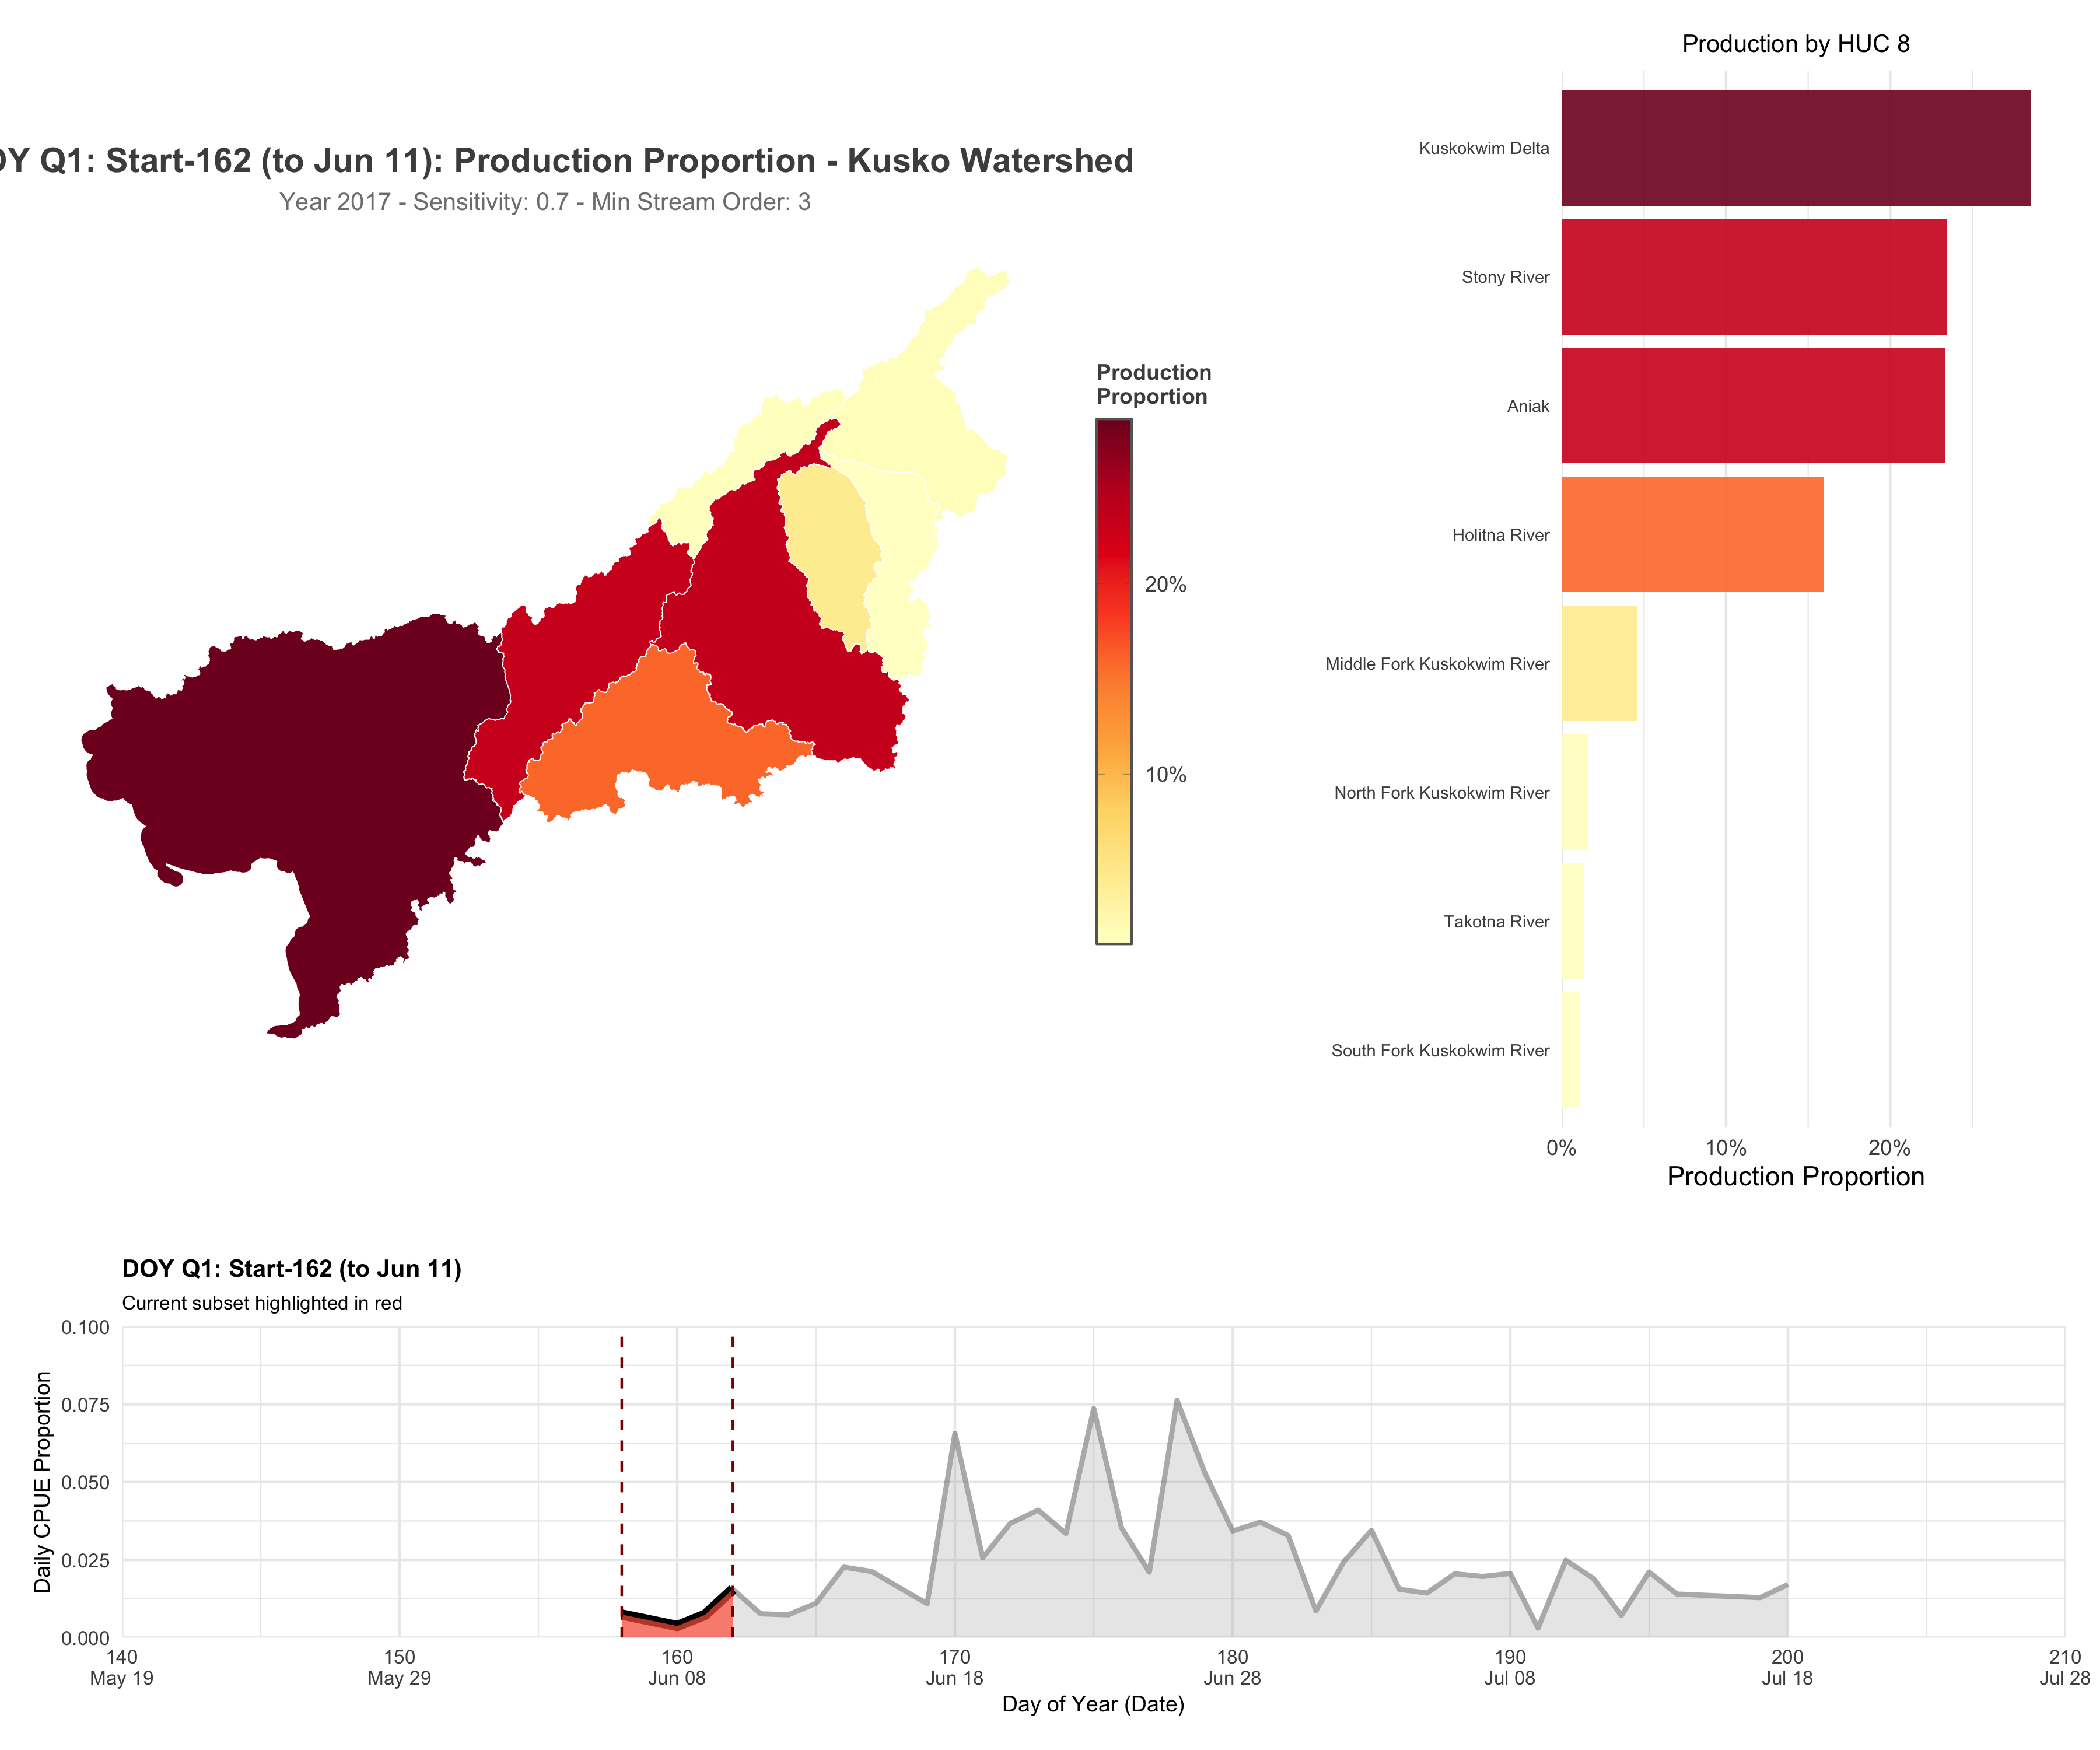 Y Q1: Start-162 (to Jun 11): Production Proportion - Kusko Watershed
Year 2017 - Sensitivity: 0.7 - Min Stream Order: 3
Production
Proportion
20%
10%
Production by HUC 8
Kuskokwim Delta
Stony River
Aniak
Holitna River
Middle Fork Kuskokwim River
North Fork Kuskokwim River
Takotna River
South Fork Kuskokwim River
0% 10% 20%
Production Proportion
DOY Q1: Start-162 (to Jun 11)
Current subset highlighted in red
Daily CPUE Proportion
0.100
0.075
0.050
0.025
0.000
140 150 160 170 180 190 200 210
May 19 May 29 Jun 08 Jun 18 Jun 28 Jul 08 Jul 18 Jul 28
Day of Year (Date)